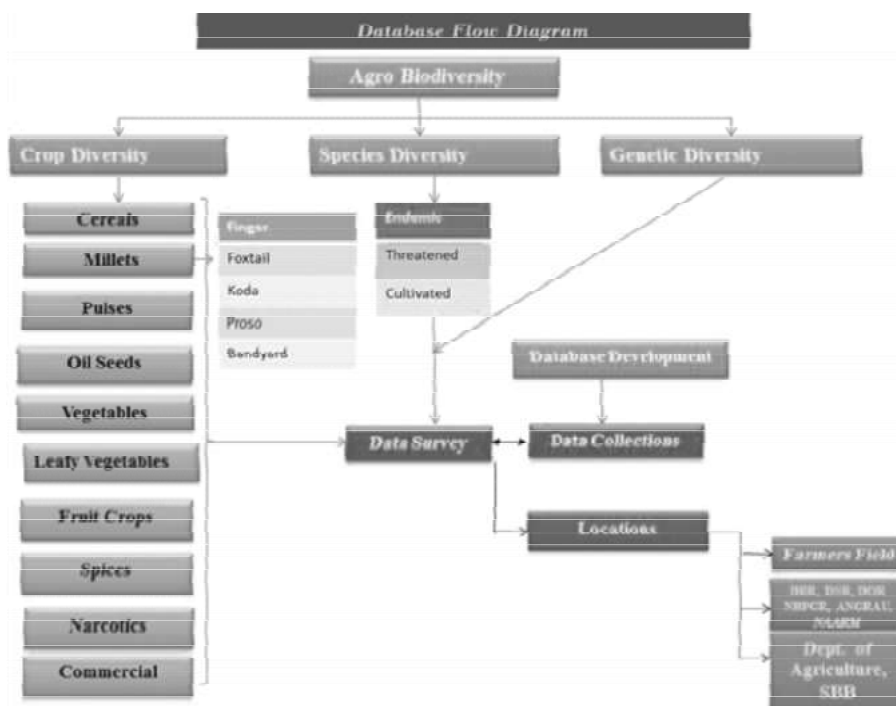 Database Flow Diagram
Agro Biodiversity
Crop Diversity
Species Diversity
Genetic Diversity
Cereals
Millets
Pulses
Oil Seeds
Vegetables
Leafy Vegetables
Fruit Crops
Spices
Narcotics
Commercial
Finger
Foxtail
Koda
Proso
Endemic
Threatened
Cultivated
Database Development
Data Survey
Data Collections
Locations
Farmers Field
NBPGR, ANGRAU,
NAARM
Dept. of
Agriculture,
SBB